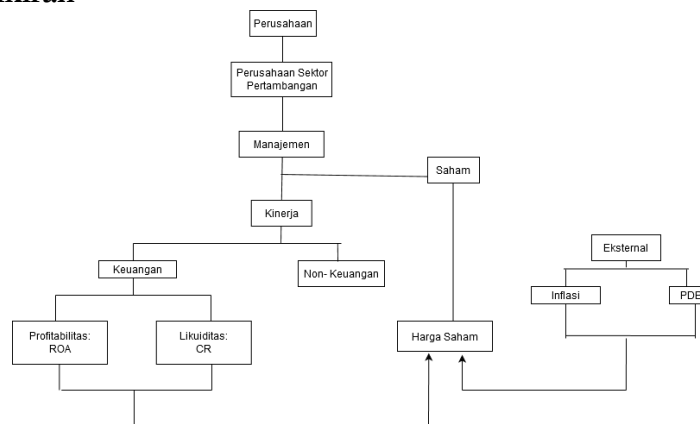 Perusahaan
Perusahaan Sektor
Pertambangan
Manajemen
Saham
Kinerja
Eksternal
Keuangan
Non- Keuangan
Inflasi
PDB
Profitabilitas:
ROA
Likuiditas:
CR
Harga Saham